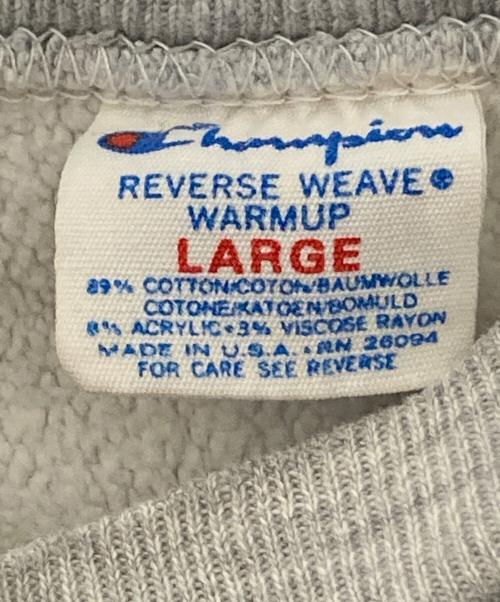 Champion
REVERSE WEAVE®
WARMUP
LARGE
89% COTTON/COTON/BAUMWOLLE
COTONE/KATOEN/BOMULD
8% ACRYLIC•3% VISCOSE RAYON
MADE IN U.S.A. • RN 26094
FOR CARE SEE REVERSE